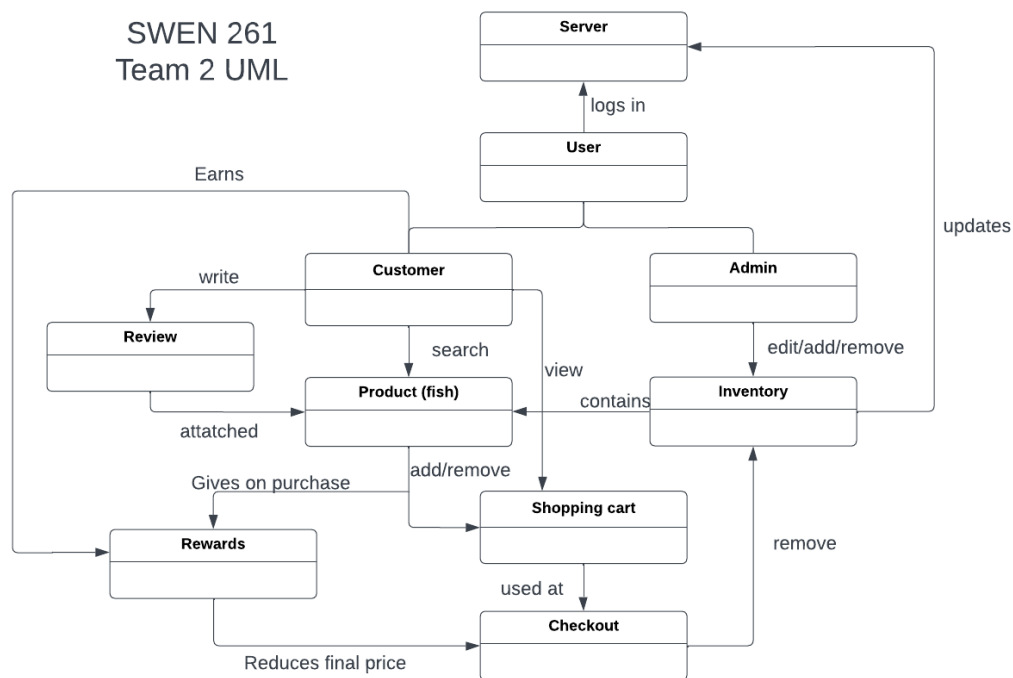 SWEN 261
Team 2 UML
Server
logs in
User
Earns
updates
Customer
Admin
write
Review
search
edit/add/remove
view
Product (fish)
contains
Inventory
attatched
add/remove
Gives on purchase
Shopping cart
Rewards
remove
used at
Checkout
Reduces final price